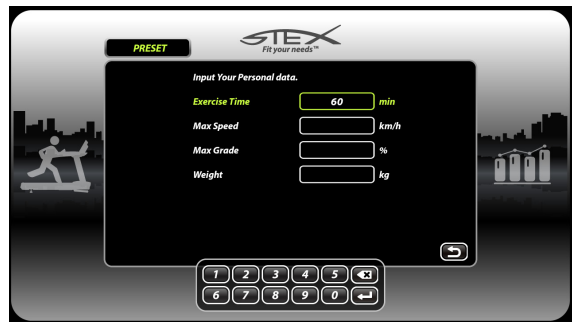 STEX
PRESET
Fit your needs™
Input Your Personal data.
Exercise Time 60 min
Max Speed km/h
Max Grade %
Weight kg
1 2 3 4 5
6 7 8 9 0